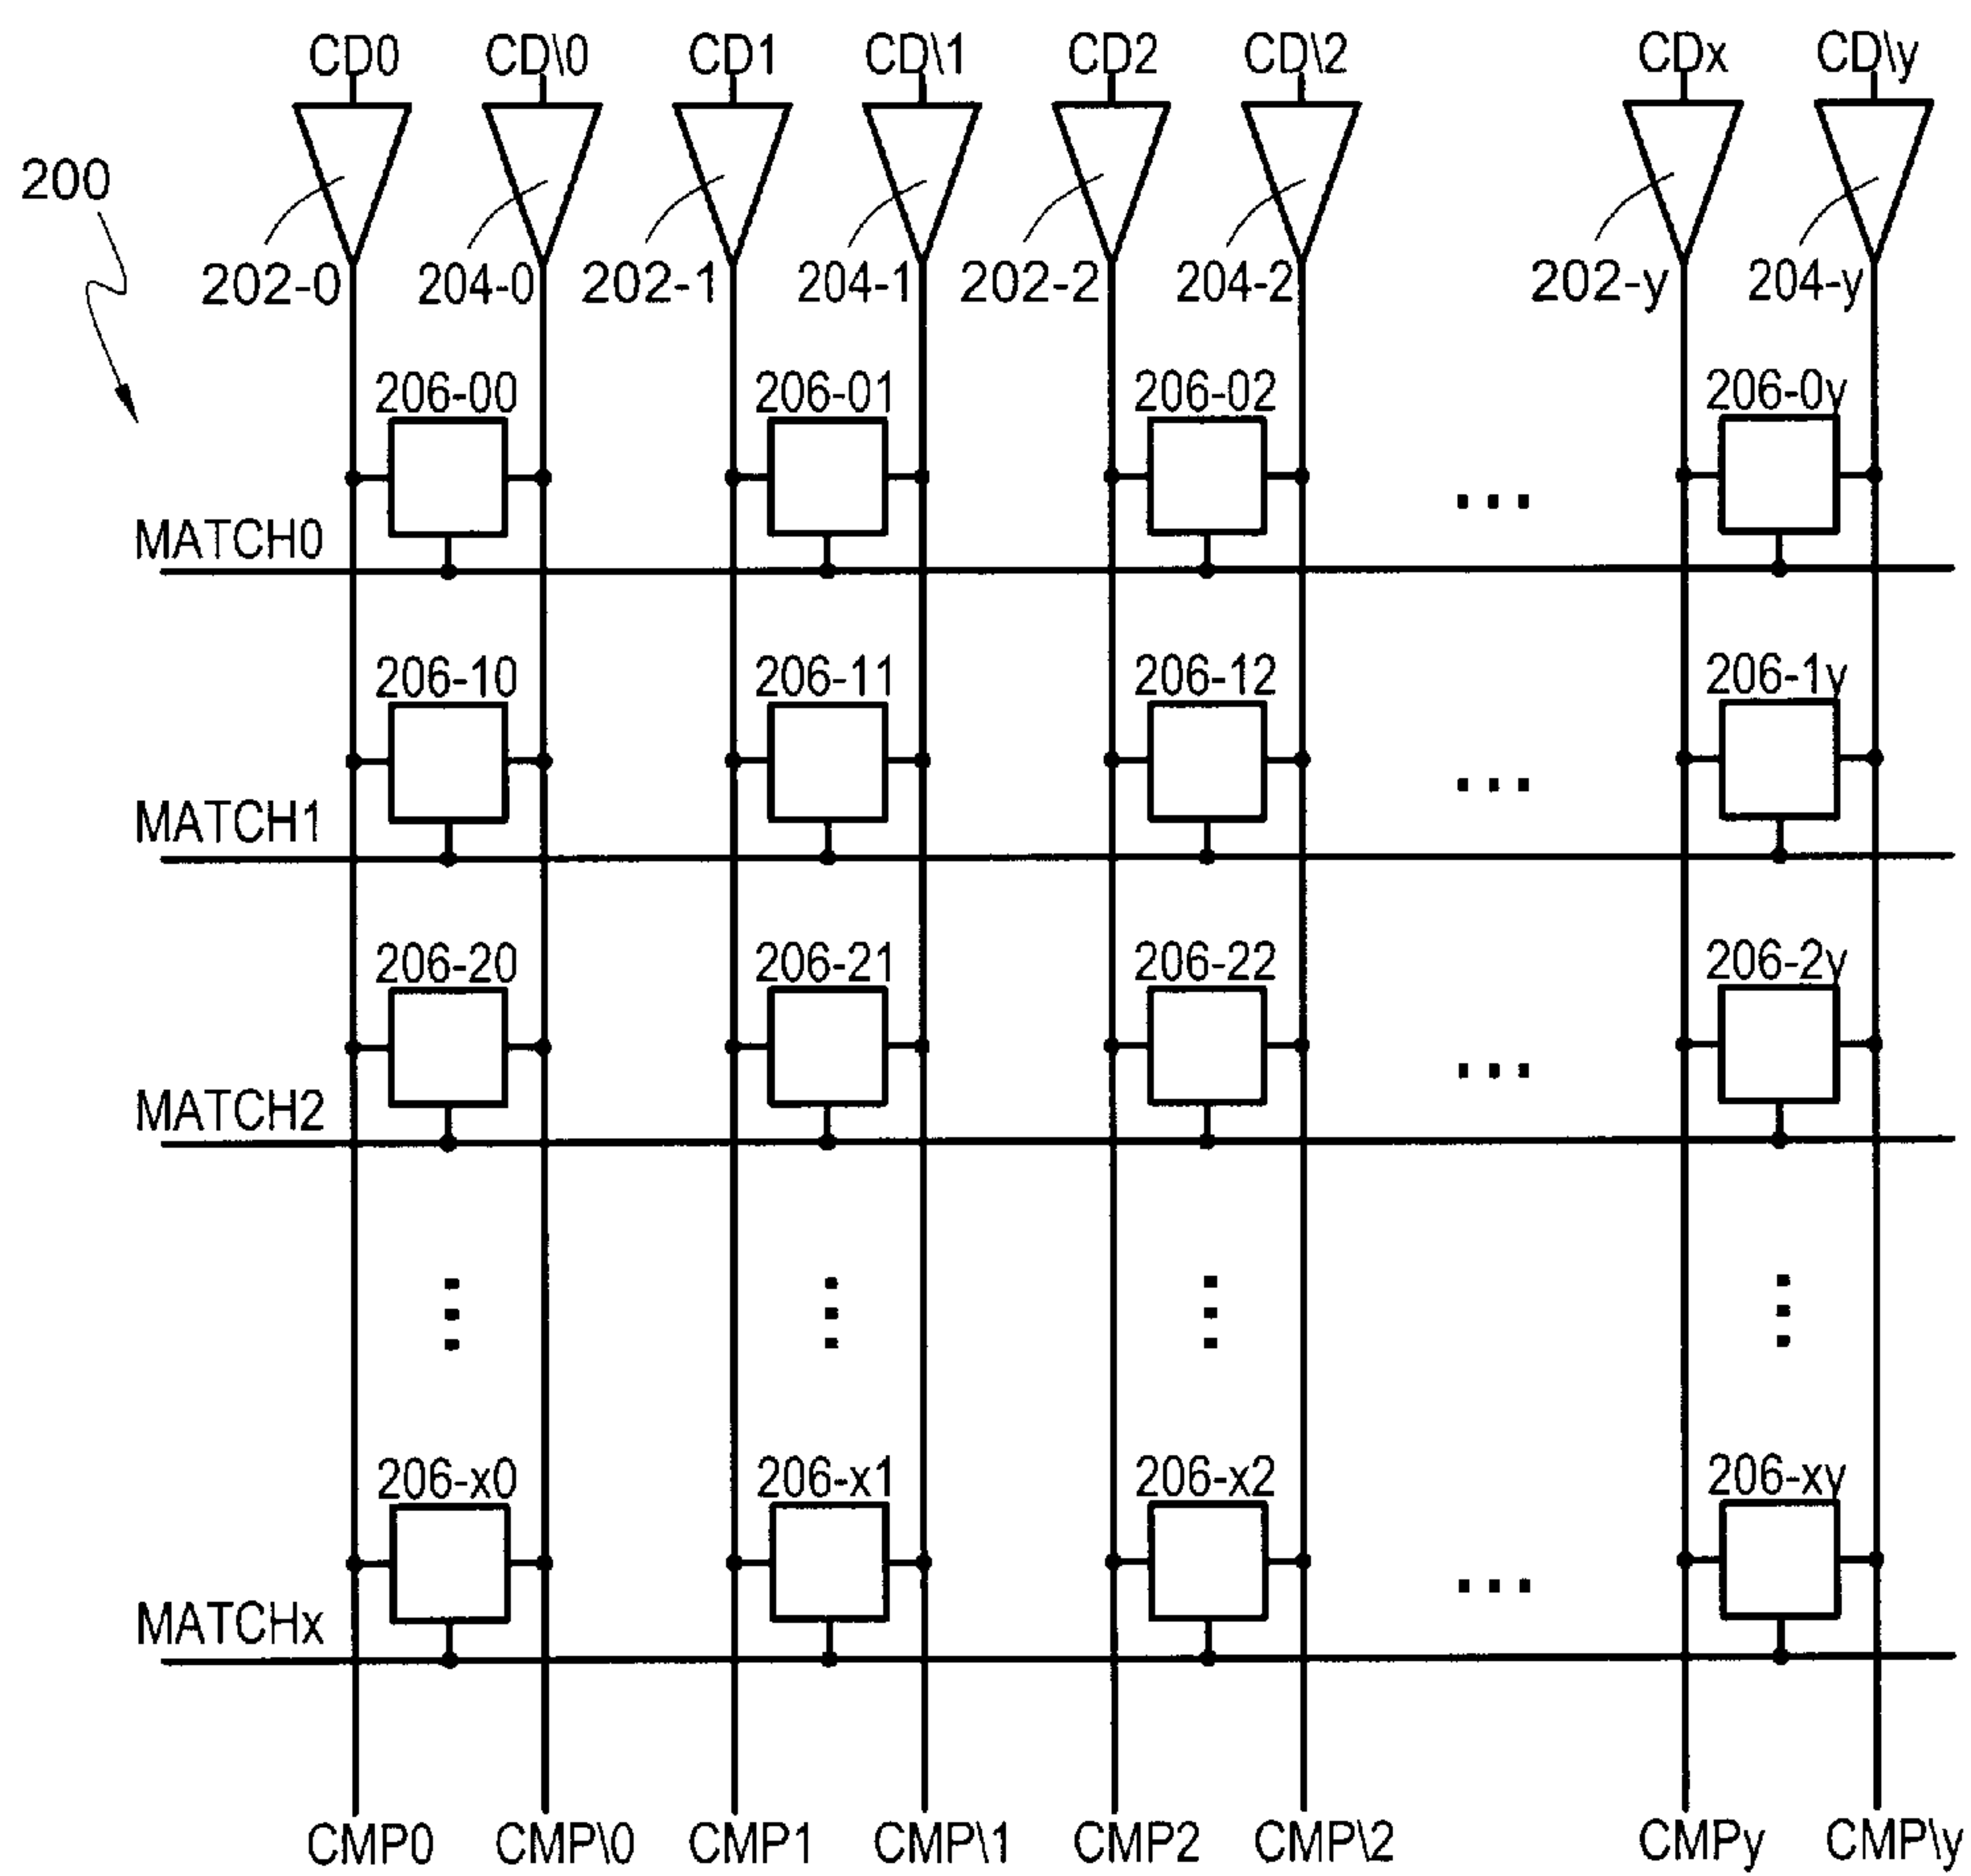 CD0 CD\0 CD1 CD\1 CD2 CD\2 CDx CD\y
200
202-0 204-0 202-1 204-1 202-2 204-2 202-y 204-y
206-00 206-01 206-02 206-0y
MATCH0
206-10 206-11 206-12 206-1y
MATCH1
206-20 206-21 206-22 206-2y
MATCH2
206-x0 206-x1 206-x2 206-xy
MATCHx
CMP0 CMP\0 CMP1 CMP\1 CMP2 CMP\2 CMPy CMP\y